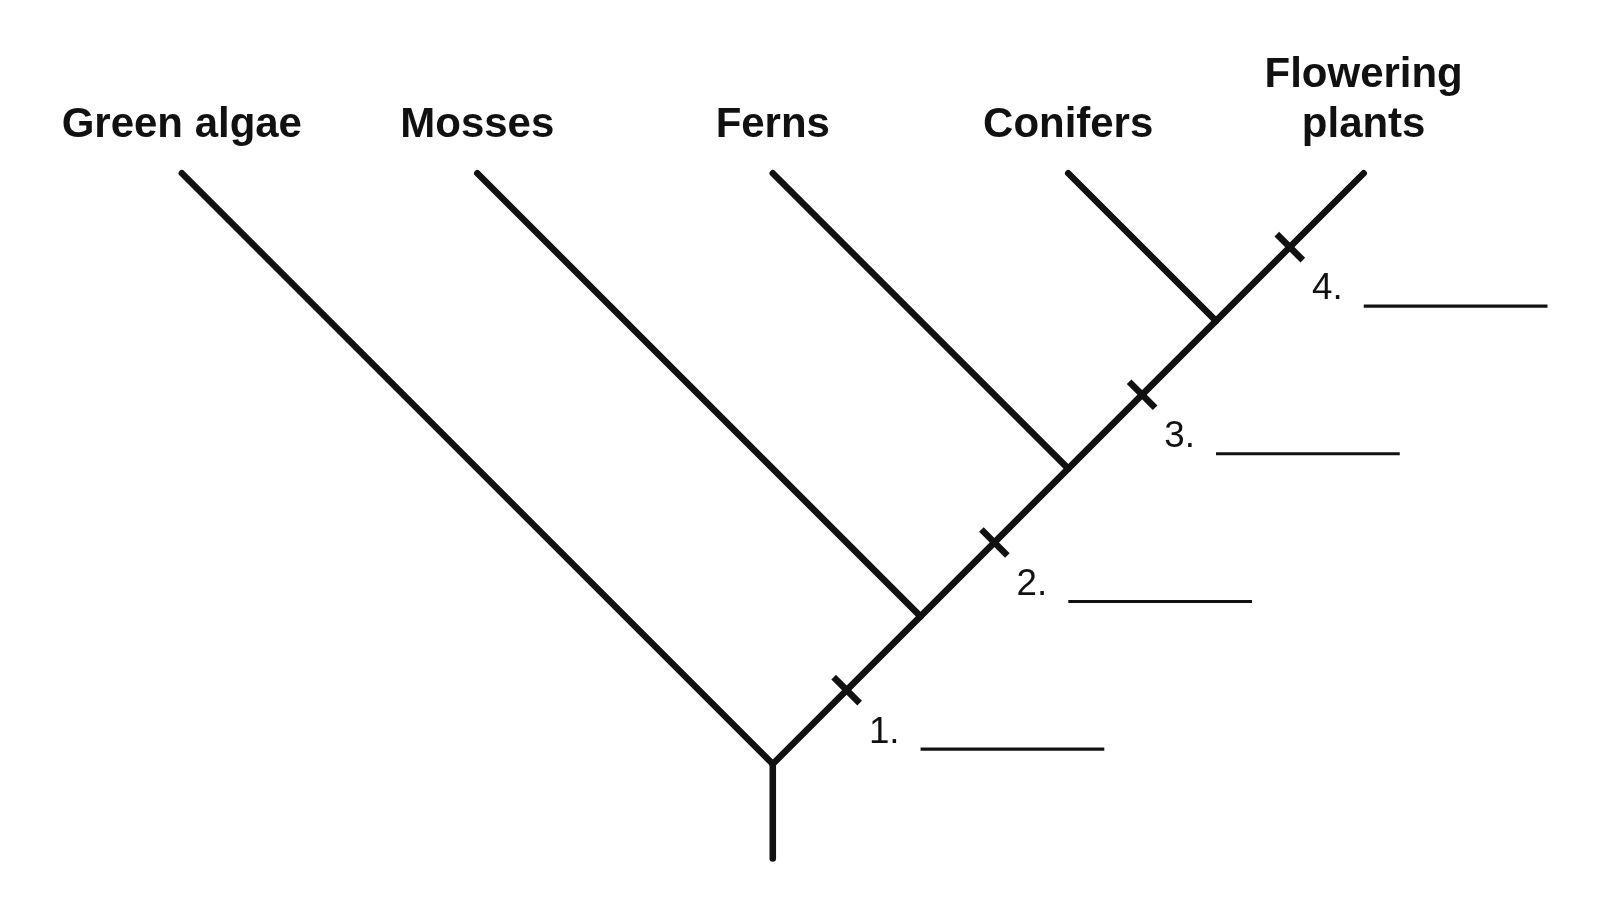 Green algae
Mosses
Ferns
Conifers
Flowering
plants
4.
3.
2.
1.